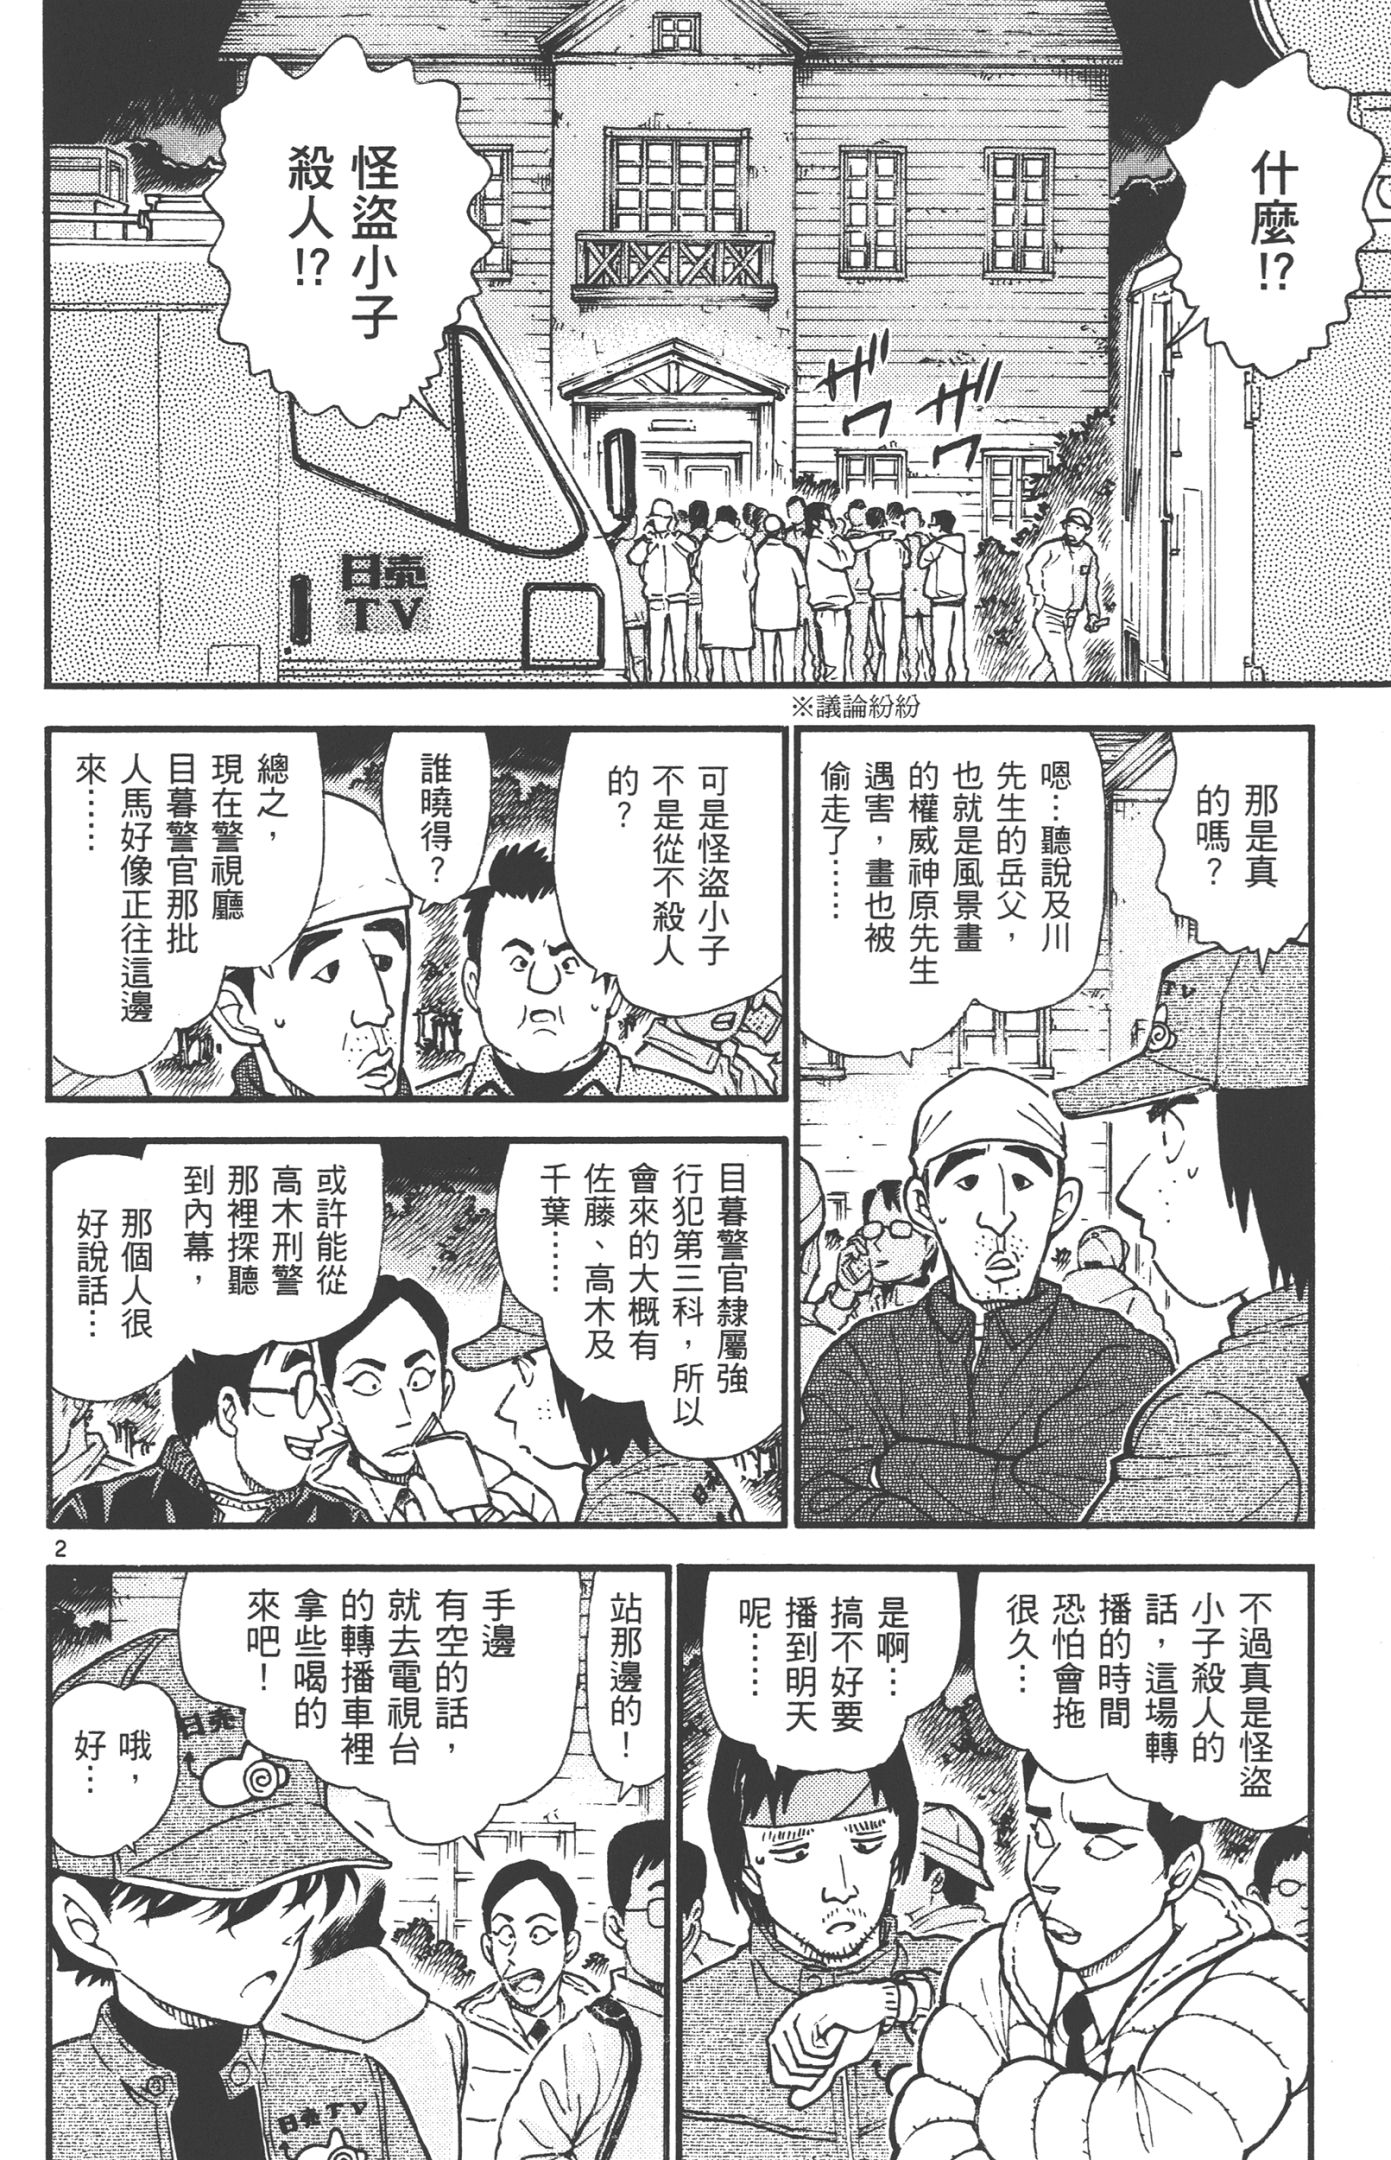 什麼!?
怪盜小子
殺人!?
ザワ
ザワ
日売
TV
※議論紛紛
那是真
的嗎?
嗯…聽說及川
先生的岳父，
也就是風景畫
的權威神原先生
遇害，畫也被
偷走了……
TV
可是怪盜小子
不是從不殺人
的?
誰曉得?
總之，
現在警視廳
目暮警官那批
人馬好像正往這邊
來……
目暮警官隸屬強
行犯第三科，所以
會來的大概有
佐藤、高木及
千葉……
或許能從
高木刑警
那裡探聽
到內幕，
那個人很
好說話…
2
不過真是怪盜
小子殺人的
話，這場轉
播的時間
恐怕會拖
很久…
是啊…
搞不好要
播到明天
呢……
站那邊的!
手邊
有空的話，
就去電視台
的轉播車裡
拿些喝的
來吧!
哦，
好…
日売
日売TV